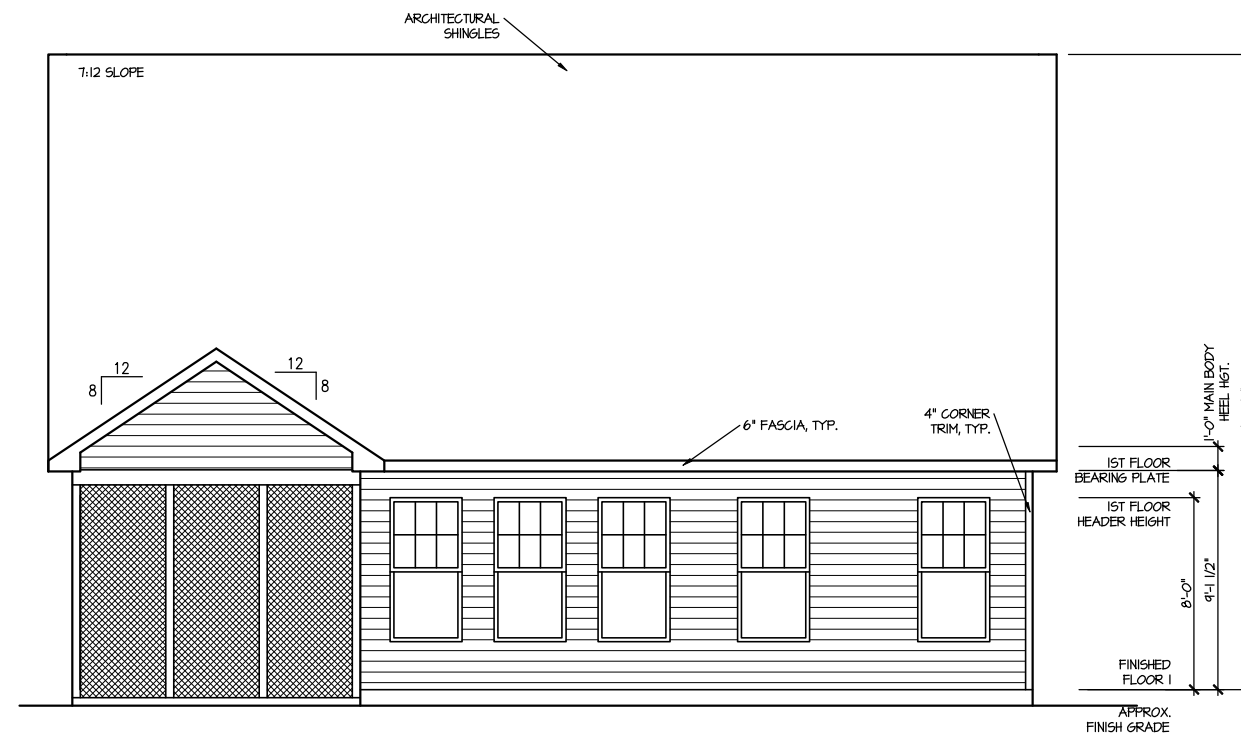 ARCHITECTURAL
SHINGLES
7:12 SLOPE
12
8
12
8
6" FASCIA, TYP.
4" CORNER
TRIM, TYP.
1'-0" MAIN BODY
HEEL HGT.
1ST FLOOR
BEARING PLATE
1ST FLOOR
HEADER HEIGHT
8'-0"
9'-1 1/2"
FINISHED
FLOOR 1
APPROX.
FINISH GRADE